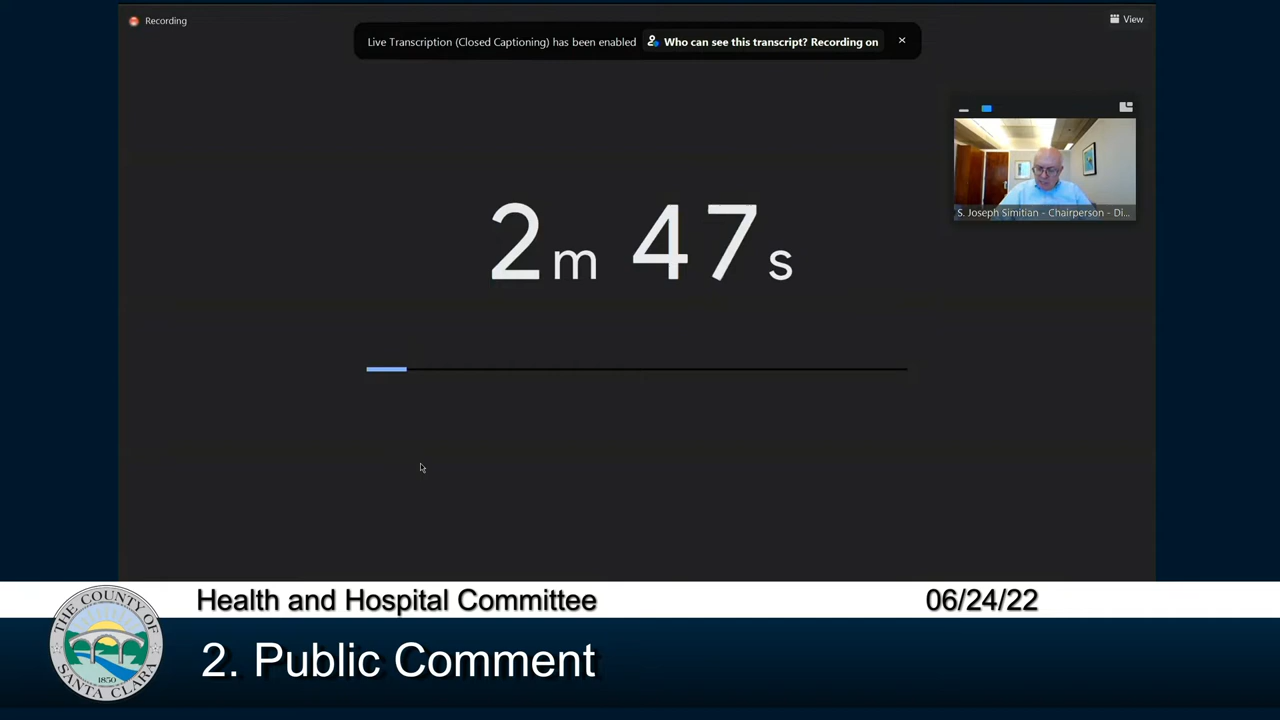 Recording
View
Live Transcription (Closed Captioning) has been enabled
Who can see this transcript? Recording on
S. Joseph Simitian - Chairperson - Di...
2m 47s
Health and Hospital Committee
06/24/22
2. Public Comment
THE COUNTY OF
SANTA CLARA
1850